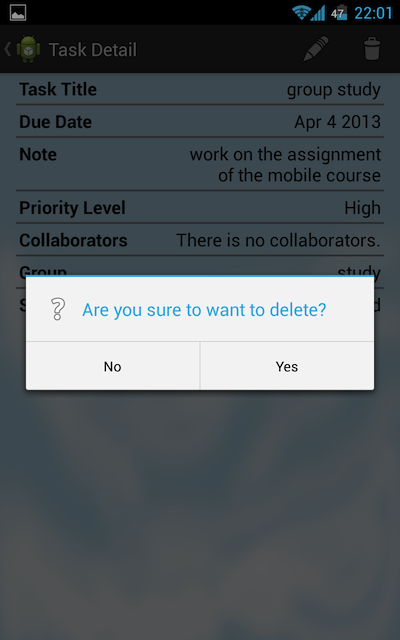 47 22:01
Task Detail
Task Title group study
Due Date Apr 4 2013
Note work on the assignment
of the mobile course
Priority Level High
Collaborators There is no collaborators.
Group study
Are you sure to want to delete?
No Yes